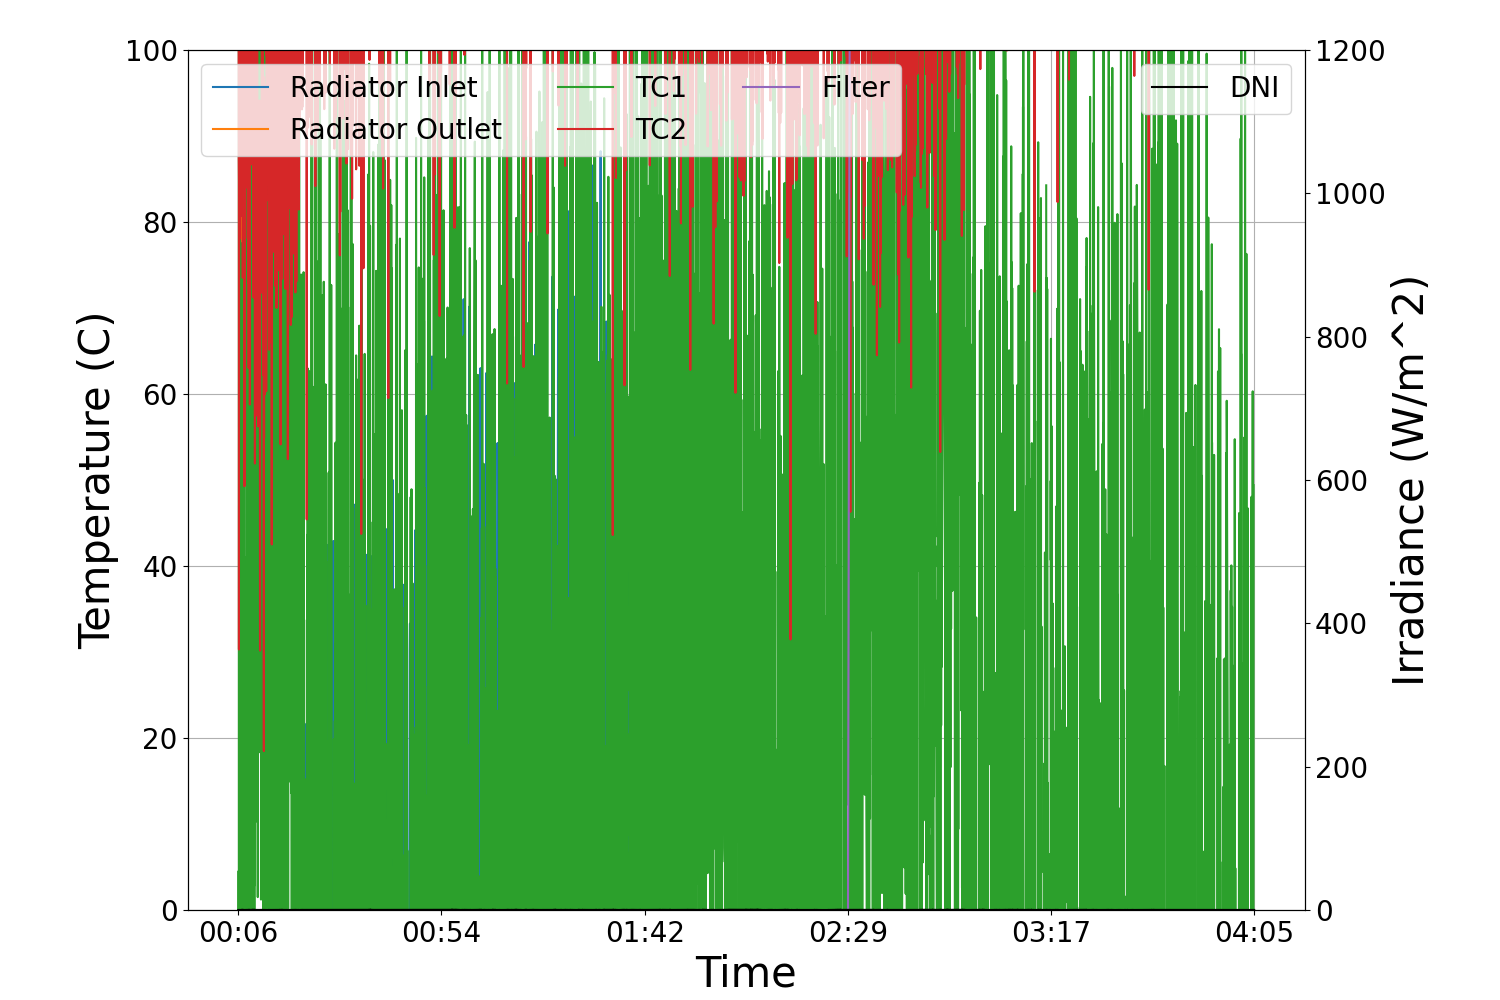 100
80
60
40
20
0
Temperature (C)
Radiator Inlet
Radiator Outlet
TC1
TC2
Filter
DNI
1200
1000
800
600
400
200
0
Irradiance (W/m^2)
00:06
00:54
01:42
02:29
03:17
04:05
Time